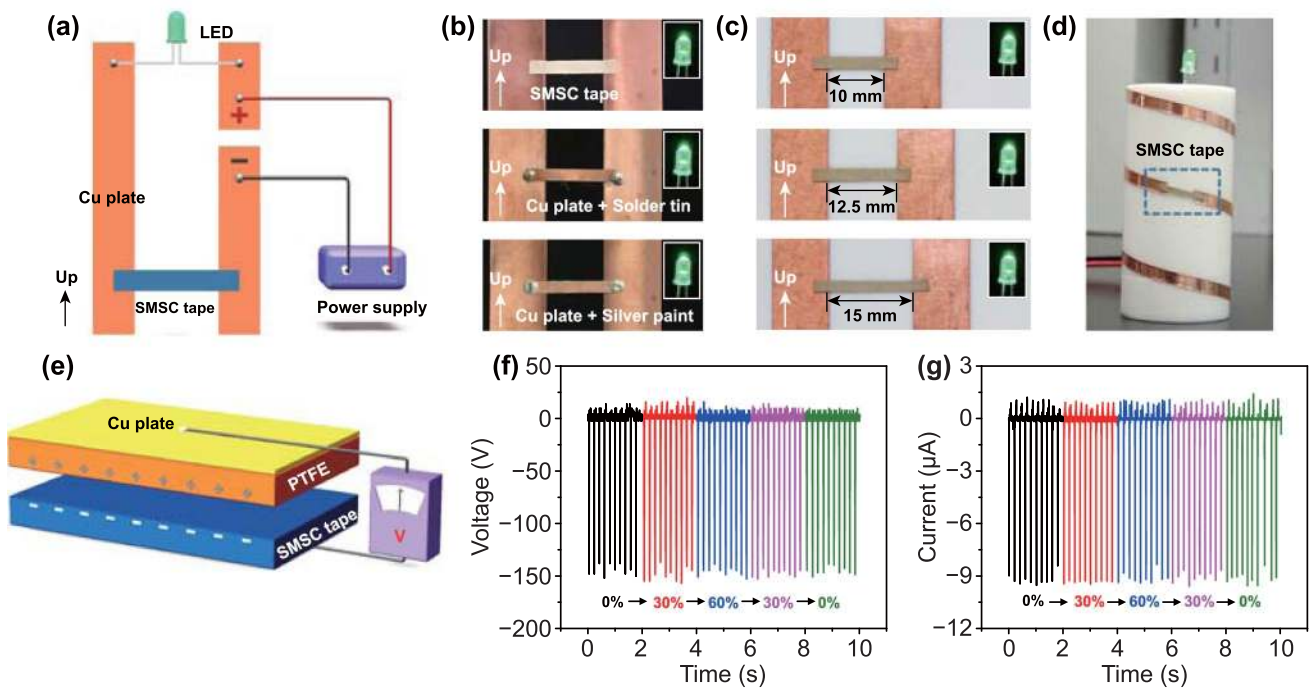 (a)
LED
+
−
Cu plate
Up
SMSC tape
Power supply
(b)
Up
SMSC tape
Up
Cu plate + Solder tin
Up
Cu plate + Silver paint
(c)
Up
10 mm
Up
12.5 mm
Up
15 mm
(d)
SMSC tape
(e)
Cu plate
PTFE
SMSC tape
V
(f)
Voltage (V)
50
0
−50
−100
−150
−200
0% → 30% → 60% → 30% → 0%
0 2 4 6 8 10
Time (s)
(g)
Current (µA)
3
0
−3
−6
−9
−12
0% → 30% → 60% → 30% → 0%
0 2 4 6 8 10
Time (s)